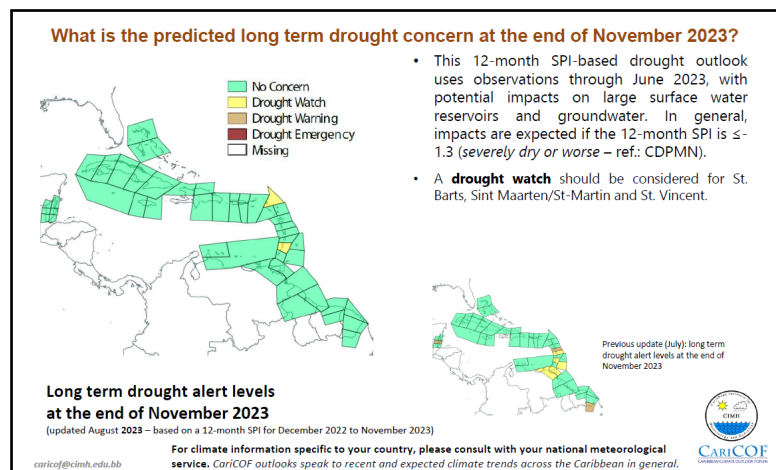 What is the predicted long term drought concern at the end of November 2023?
No Concern
Drought Watch
Drought Warning
Drought Emergency
Missing
• This 12-month SPI-based drought outlook
uses observations through June 2023, with
potential impacts on large surface water
reservoirs and groundwater. In general,
impacts are expected if the 12-month SPI is ≤-
1.3 (severely dry or worse – ref.: CDPMN).
• A drought watch should be considered for St.
Barts, Sint Maarten/St-Martin and St. Vincent.
Previous update (July): long term
drought alert levels at the end of
November 2023
Long term drought alert levels
at the end of November 2023
(updated August 2023 – based on a 12-month SPI for December 2022 to November 2023)
For climate information specific to your country, please consult with your national meteorological
service. CariCOF outlooks speak to recent and expected climate trends across the Caribbean in general.
caricof@cimh.edu.bb
CIMH
CARICOF
CARIBBEAN CLIMATE OUTLOOK FORUM